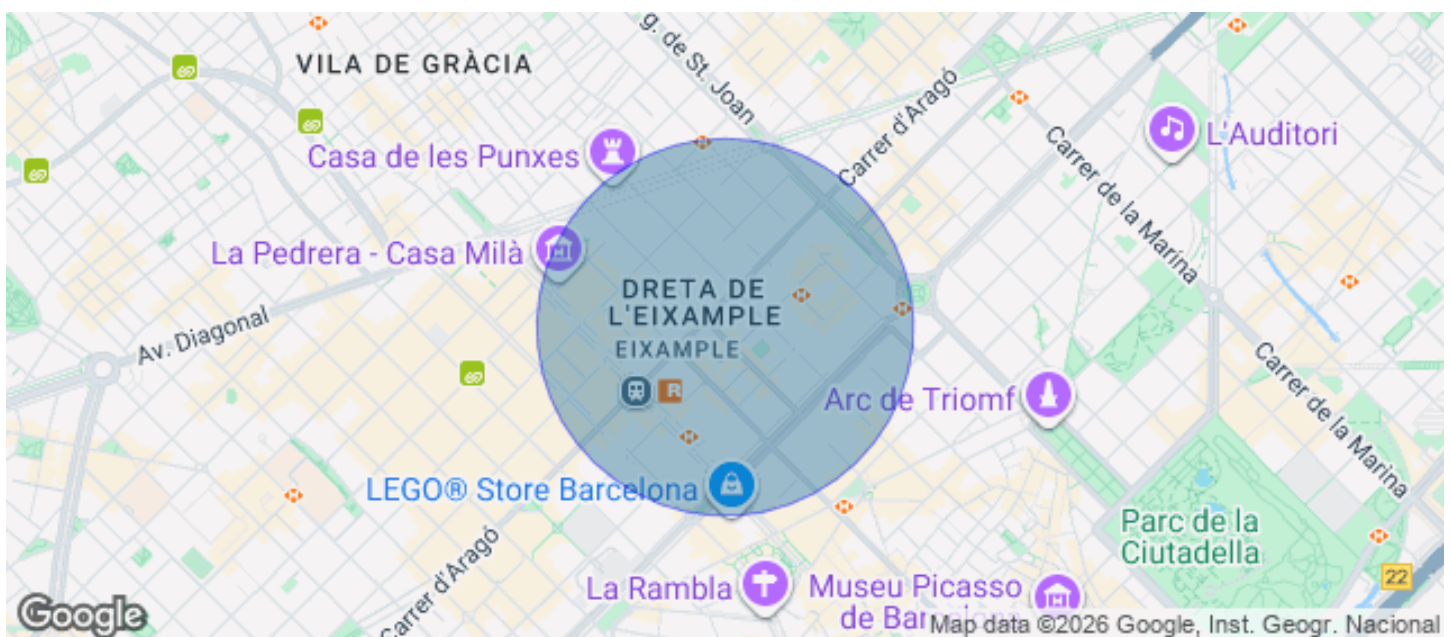 VILA DE GRÀCIA
g. de St. Joan
Carrer d'Aragó
L'Auditori
Casa de les Punxes
Carrer de la Marina
La Pedrera - Casa Milà
DRETA DE
L'EIXAMPLE
EIXAMPLE
Av. Diagonal
R
Arc de Triomf
Carrer de la Marina
LEGO® Store Barcelona
Parc de la
Ciutadella
Carrer d'Aragó
La Rambla
Museu Picasso
22
Google
Map data ©2026 Google, Inst. Geogr. Nacional